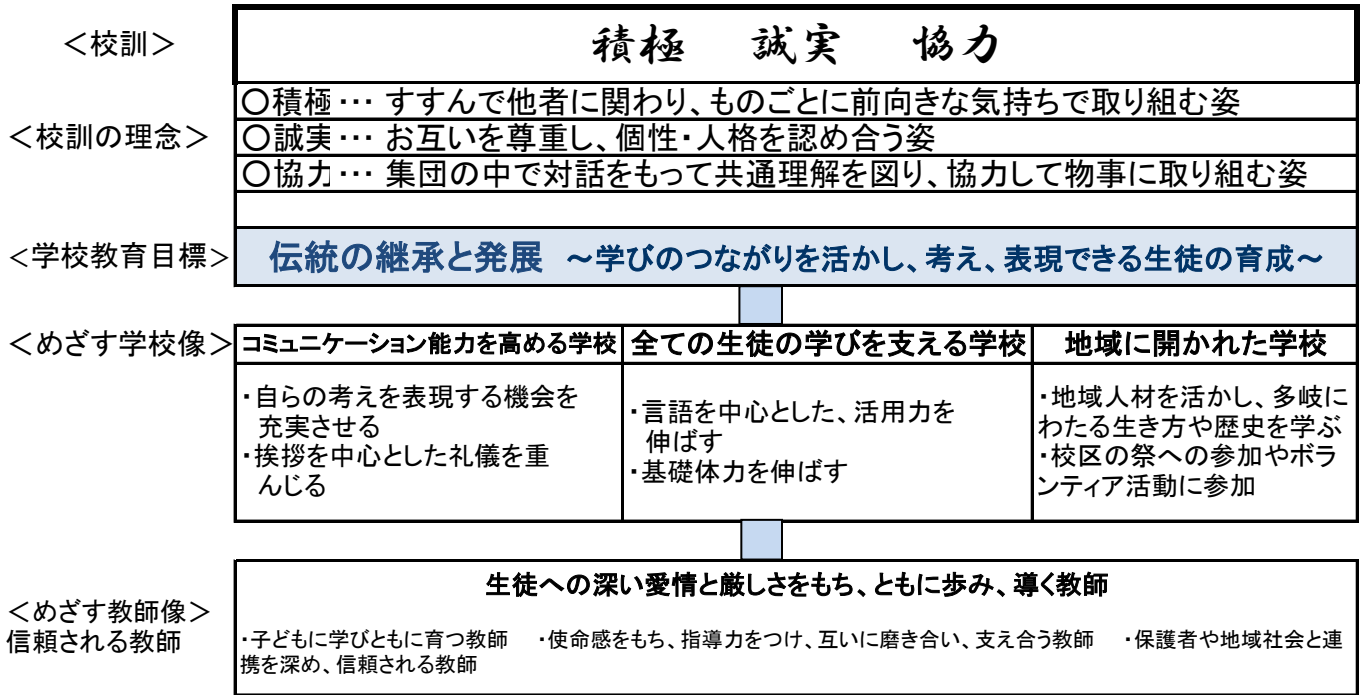 <校訓>
積極 誠実 協力
<校訓の理念>
○積極 … すすんで他者に関わり、ものごとに前向きな気持ちで取り組む姿
○誠実 … お互いを尊重し、個性・人格を認め合う姿
○協力 … 集団の中で対話をもって共通理解を図り、協力して物事に取り組む姿
<学校教育目標>
伝統の継承と発展 ~学びのつながりを活かし、考え、表現できる生徒の育成~
<めざす学校像>
コミュニケーション能力を高める学校
・自らの考えを表現する機会を
充実させる
・挨拶を中心とした礼儀を重
んじる
全ての生徒の学びを支える学校
・言語を中心とした、活用力を
伸ばす
・基礎体力を伸ばす
地域に開かれた学校
・地域人材を活かし、多岐に
わたる生き方や歴史を学ぶ
・校区の祭への参加やボラ
ンティア活動に参加
<めざす教師像>
信頼される教師
生徒への深い愛情と厳しさをもち、ともに歩み、導く教師
・子どもに学びともに育つ教師 ・使命感をもち、指導力をつけ、互いに磨き合い、支え合う教師 ・保護者や地域社会と連
携を深め、信頼される教師